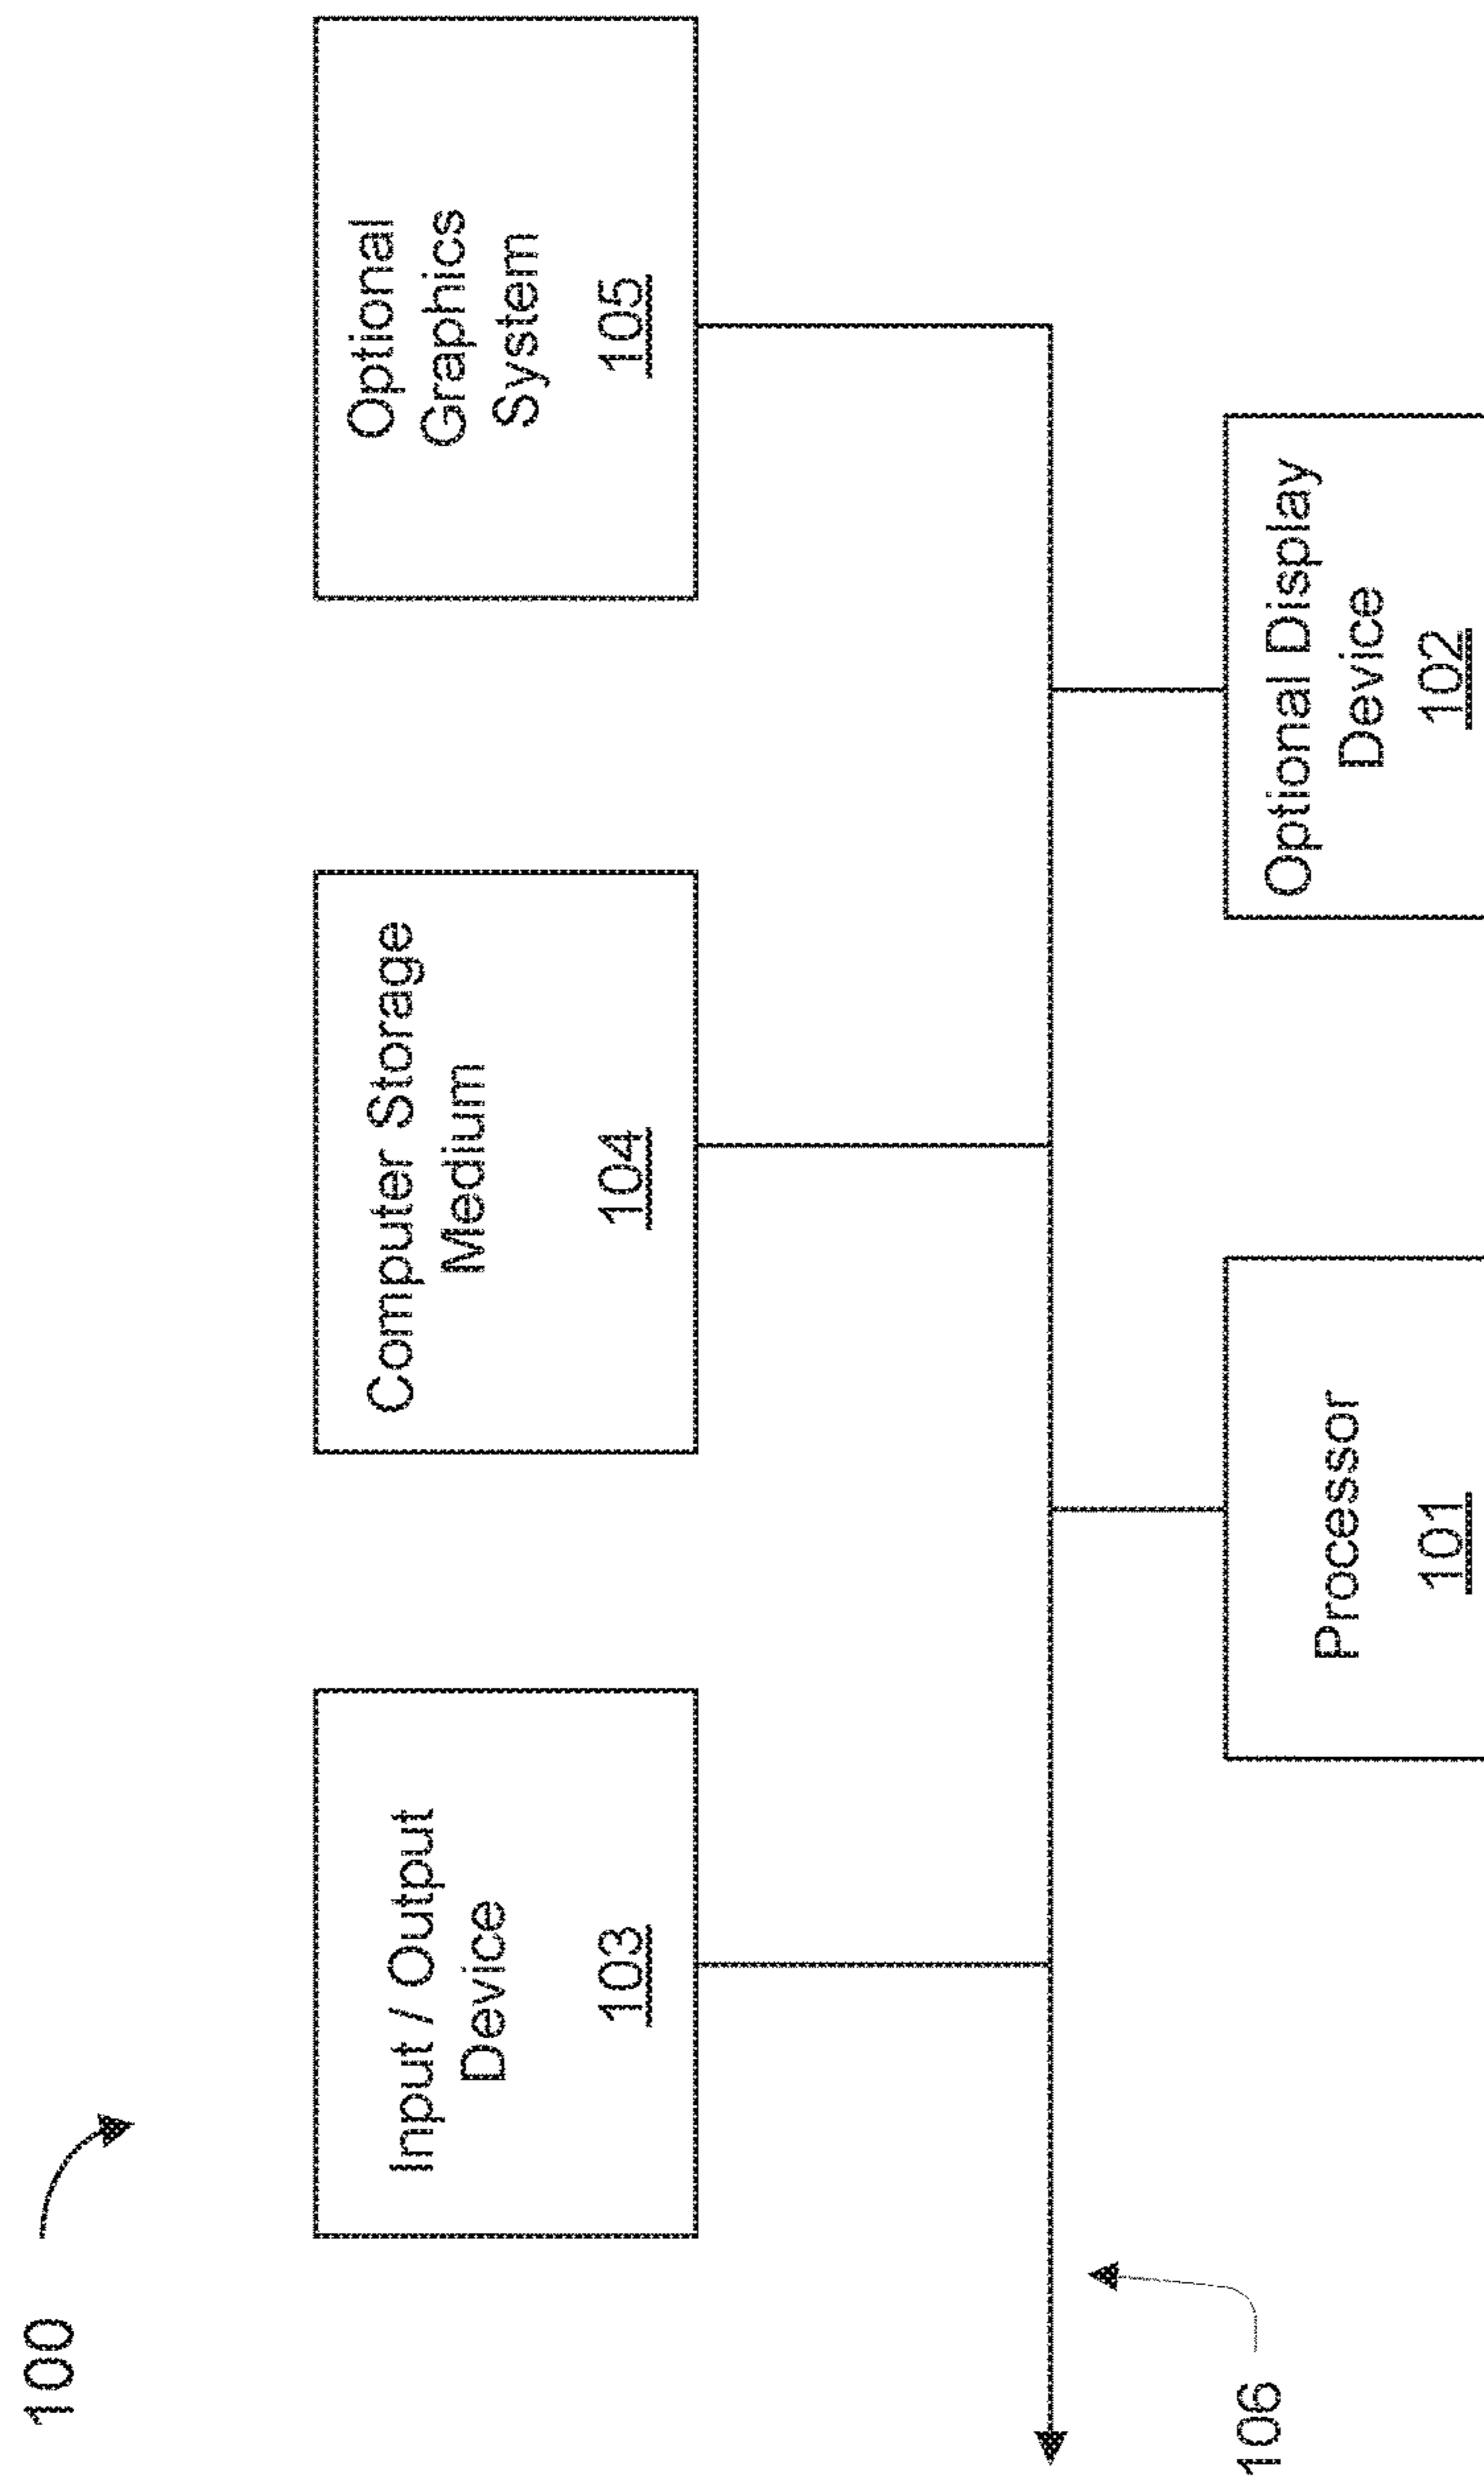 100
Input / Output
Device
103
Computer Storage
Medium
104
Optional
Graphics
System
105
106
Processor
101
Optional Display
Device
102